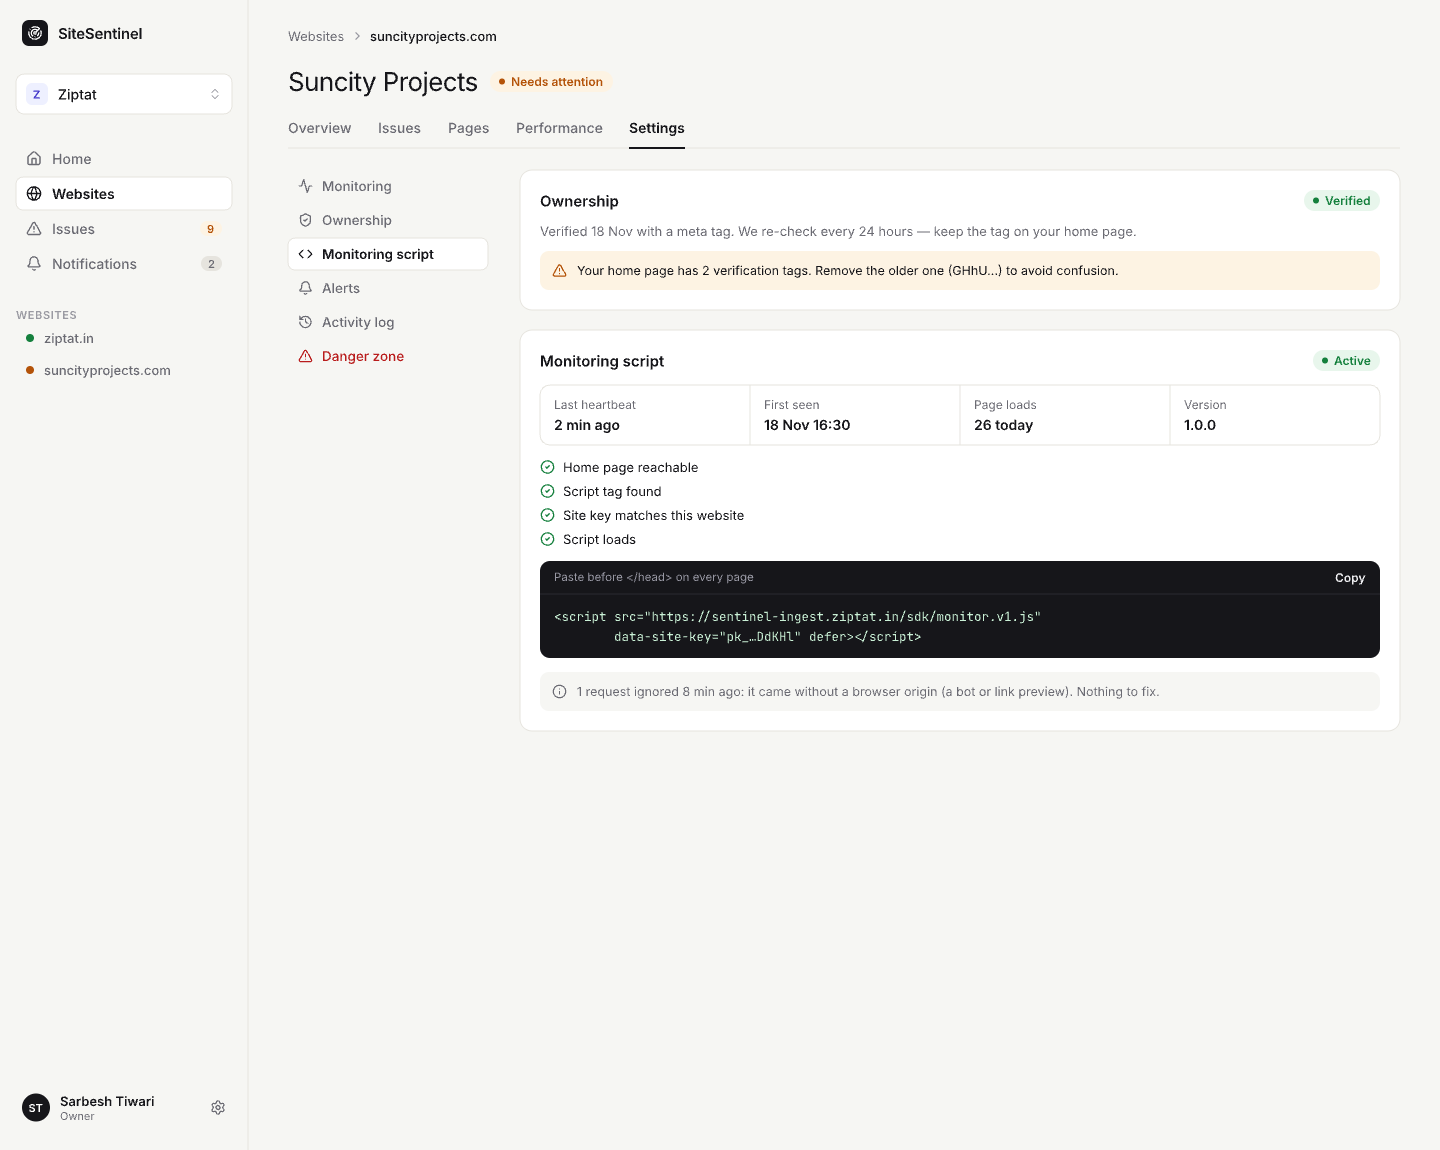 SiteSentinel
Z Ziptat
Home
Websites
Issues 9
Notifications 2
WEBSITES
ziptat.in
suncityprojects.com
ST Sarbesh Tiwari
Owner
Websites > suncityprojects.com
Suncity Projects Needs attention
Overview Issues Pages Performance Settings
Monitoring
Ownership
Monitoring script
Alerts
Activity log
Danger zone
Ownership Verified
Verified 18 Nov with a meta tag. We re-check every 24 hours — keep the tag on your home page.
Your home page has 2 verification tags. Remove the older one (GHhU…) to avoid confusion.
Monitoring script Active
Last heartbeat First seen Page loads Version
2 min ago 18 Nov 16:30 26 today 1.0.0
Home page reachable
Script tag found
Site key matches this website
Script loads
Paste before </head> on every page Copy
<script src="https://sentinel-ingest.ziptat.in/sdk/monitor.v1.js"
data-site-key="pk_…DdKHl" defer></script>
1 request ignored 8 min ago: it came without a browser origin (a bot or link preview). Nothing to fix.